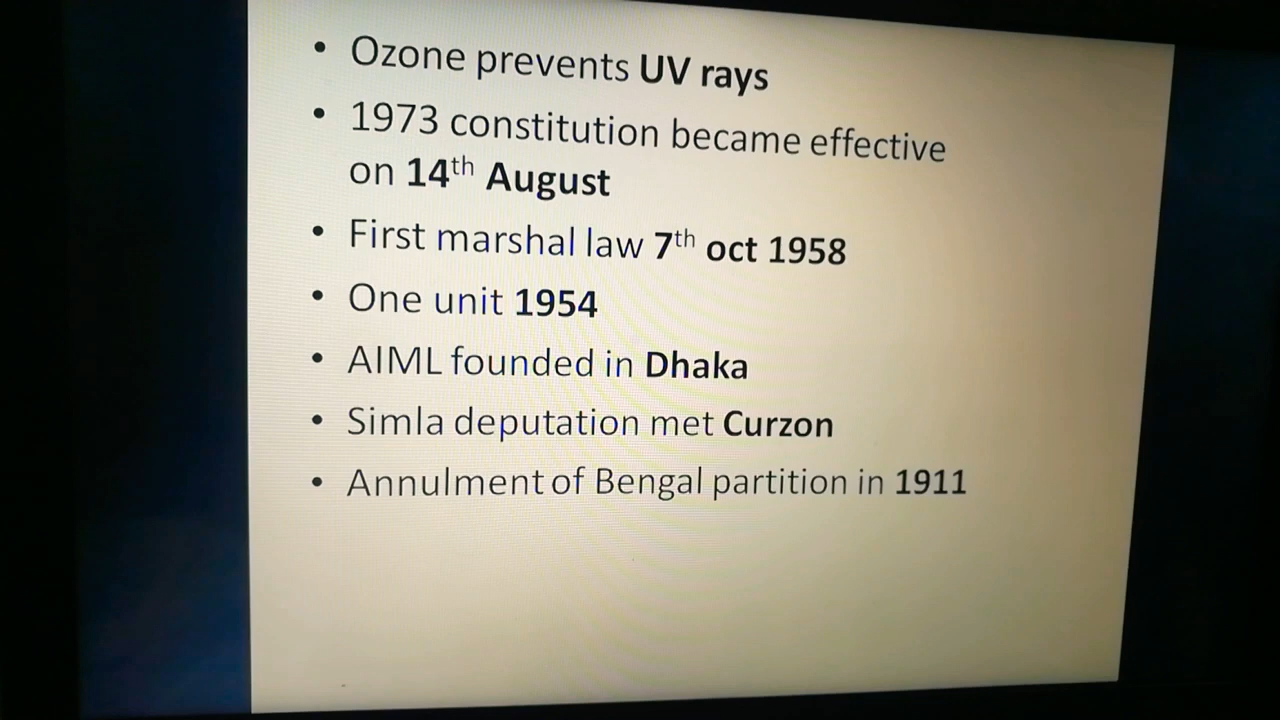 • Ozone prevents UV rays
• 1973 constitution became effective
on 14th August
• First marshal law 7th oct 1958
• One unit 1954
• AIML founded in Dhaka
• Simla deputation met Curzon
• Annulment of Bengal partition in 1911